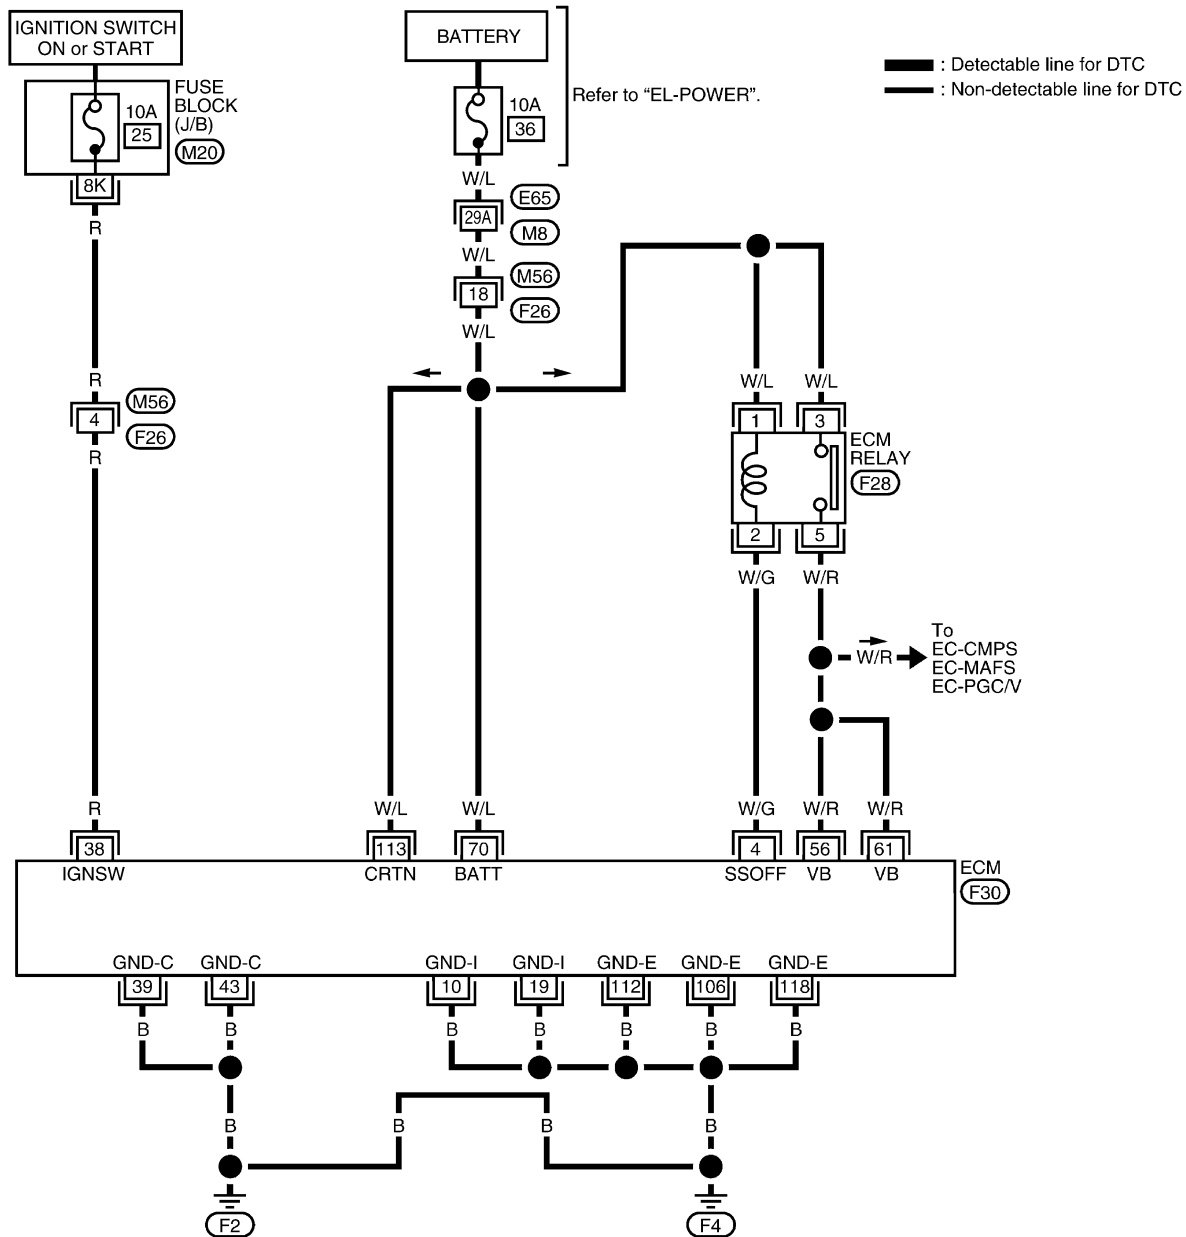 IGNITION SWITCH
ON or START
BATTERY
Refer to “EL-POWER”.
: Detectable line for DTC
: Non-detectable line for DTC
FUSE
BLOCK
(J/B)
M20
10A
25
8K
R
10A
36
W/L
29A
E65
M8
W/L
18
M56
F26
W/L
R
4
M56
F26
R
W/L
W/L
1
3
ECM
RELAY
F28
2
5
W/G
W/R
W/R
To
EC-CMPS
EC-MAFS
EC-PGC/V
R
W/L
W/L
W/G
W/R
W/R
38
113
70
4
56
61
IGNSW
CRTN
BATT
SSOFF
VB
VB
ECM
F30
GND-C
GND-C
GND-I
GND-I
GND-E
GND-E
GND-E
39
43
10
19
112
106
118
B
B
B
B
B
B
B
B
B
B
B
F2
F4